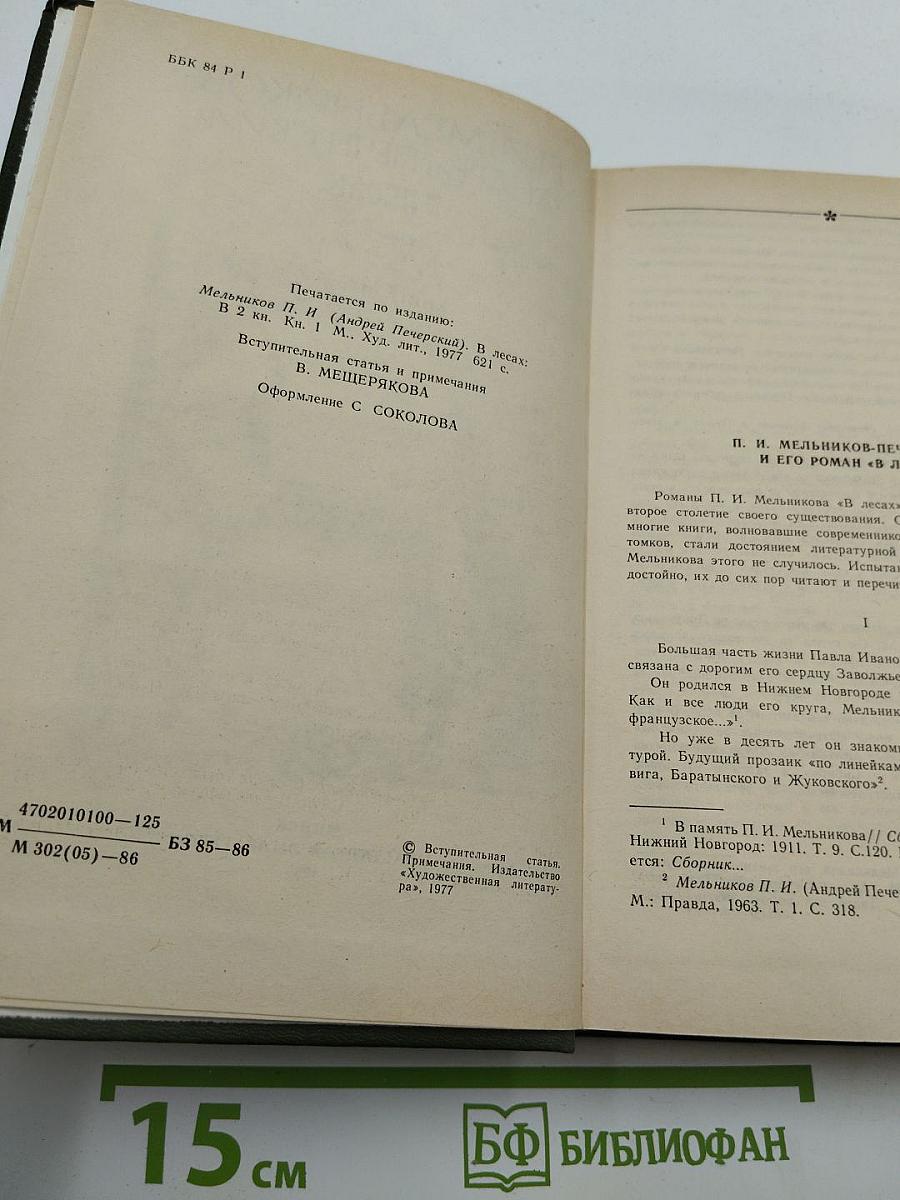 ББК 84 Р 1
Печатается по изданию:
Мельников П. И (Андрей Печерский). В лесах:
В 2 кн. Кн. 1 М.. Худ. лит., 1977 621 с.
Вступительная статья и примечания
В. МЕЩЕРЯКОВА
Оформление С СОКОЛОВА
4702010100—125
М БЗ 85—86
М 302(05)—86
© Вступительная статья.
Примечания. Издательство
«Художественная литерату-
ра», 1977
П. И. МЕЛЬНИКОВ-ПЕЧ
И ЕГО РОМАН «В Л
Романы П. И. Мельникова «В лесах»
второе столетие своего существования. С
многие книги, волновавшие современнико
томков, стали достоянием литературной
Мельникова этого не случилось. Испытан
достойно, их до сих пор читают и перечи
I
Большая часть жизни Павла Ивано
связана с дорогим его сердцу Заволжье
Он родился в Нижнем Новгороде
Как и все люди его круга, Мельник
французское...»¹.
Но уже в десять лет он знакоми
турой. Будущий прозаик «по линейкам
вига, Баратынского и Жуковского»².
¹ В память П. И. Мельникова// Сб
Нижний Новгород: 1911. Т. 9. С.120.
ется: Сборник...
² Мельников П. И. (Андрей Пече
М.: Правда, 1963. Т. 1. С. 318.
15 см
БФ БИБЛИОФАН